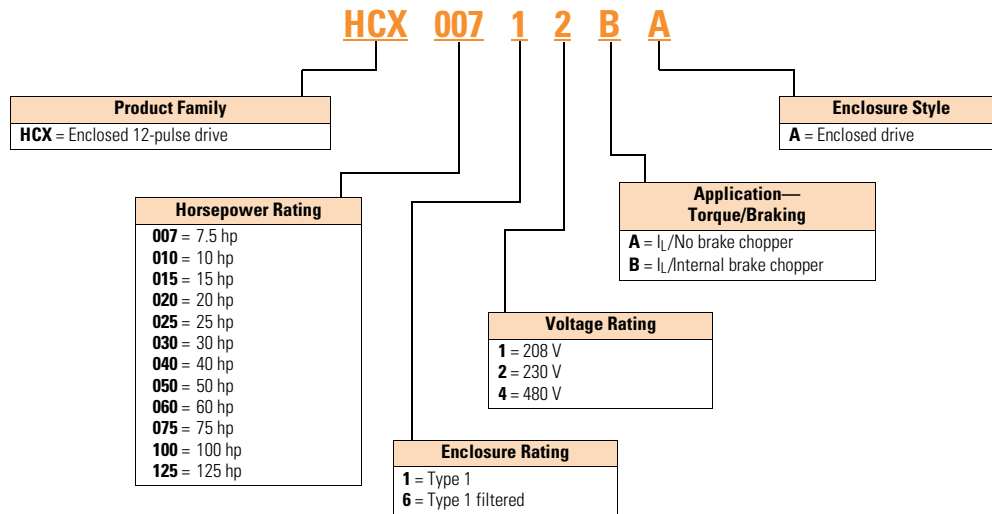 HCX 007 1 2 B A
Product Family
HCX = Enclosed 12-pulse drive
Enclosure Style
A = Enclosed drive
Horsepower Rating
007 = 7.5 hp
010 = 10 hp
015 = 15 hp
020 = 20 hp
025 = 25 hp
030 = 30 hp
040 = 40 hp
050 = 50 hp
060 = 60 hp
075 = 75 hp
100 = 100 hp
125 = 125 hp
Application—
Torque/Braking
A = IL/No brake chopper
B = IL/Internal brake chopper
Voltage Rating
1 = 208 V
2 = 230 V
4 = 480 V
Enclosure Rating
1 = Type 1
6 = Type 1 filtered